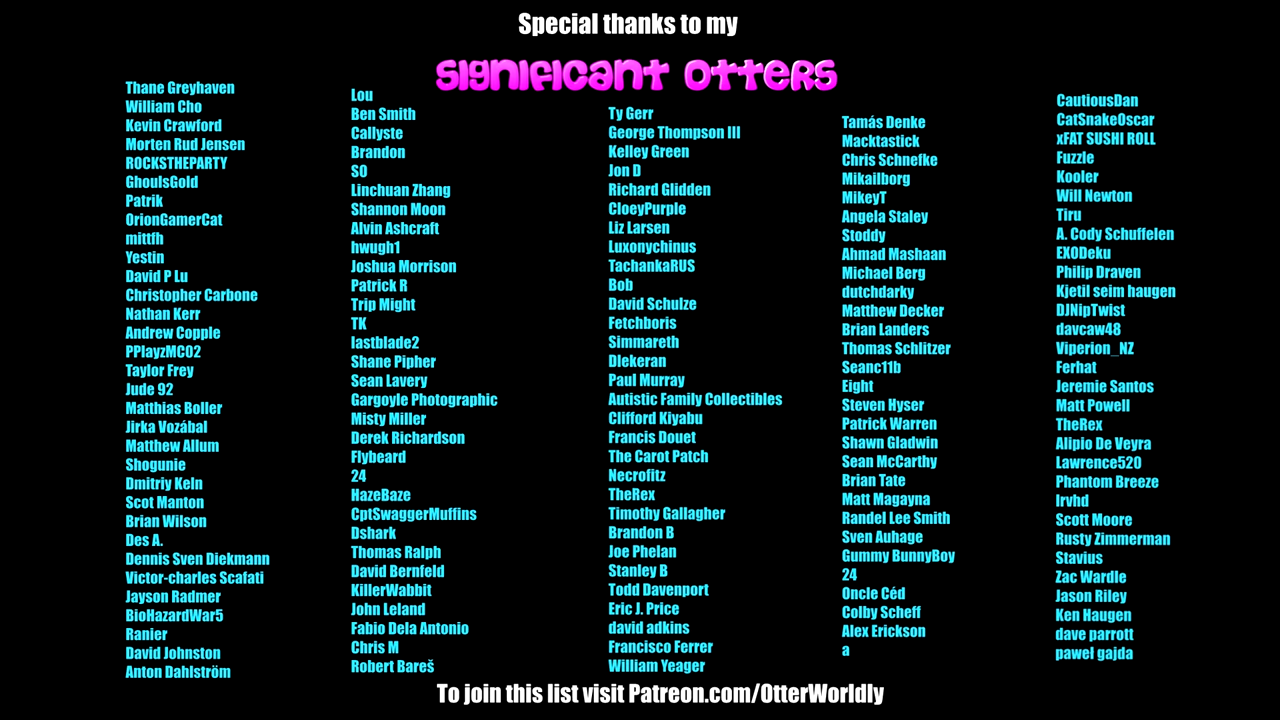 Special thanks to my
SIGNIFICANT OTTERS
Thane Greyhaven
William Cho
Kevin Crawford
Morten Rud Jensen
ROCKSTHEPARTY
GhoulsGold
Patrik
OrionGamerCat
mittfh
Yestin
David P Lu
Christopher Carbone
Nathan Kerr
Andrew Copple
PPlayzMC02
Taylor Frey
Jude 92
Matthias Boller
Jirka Vozábal
Matthew Allum
Shogunie
Dmitriy Keln
Scot Manton
Brian Wilson
Des A.
Dennis Sven Diekmann
Victor-charles Scafati
Jayson Radmer
BioHazardWar5
Ranier
David Johnston
Anton Dahlström
Lou
Ben Smith
Callyste
Brandon
SO
Linchuan Zhang
Shannon Moon
Alvin Ashcraft
hwugh1
Joshua Morrison
Patrick R
Trip Might
TK
lastblade2
Shane Pipher
Sean Lavery
Gargoyle Photographic
Misty Miller
Derek Richardson
Flybeard
24
HazeBaze
CptSwaggerMuffins
Dshark
Thomas Ralph
David Bernfeld
KillerWabbit
John Leland
Fabio Dela Antonio
Chris M
Robert Bareš
Ty Gerr
George Thompson III
Kelley Green
Jon D
Richard Glidden
CloeyPurple
Liz Larsen
Luxonychinus
TachankaRUS
Bob
David Schulze
Fetchboris
Simmareth
Dlekeran
Paul Murray
Autistic Family Collectibles
Clifford Kiyabu
Francis Douet
The Carot Patch
Necrofitz
TheRex
Timothy Gallagher
Brandon B
Joe Phelan
Stanley B
Todd Davenport
Eric J. Price
david adkins
Francisco Ferrer
William Yeager
Tamás Denke
Macktastick
Chris Schnefke
Mikailborg
MikeyT
Angela Staley
Stoddy
Ahmad Mashaan
Michael Berg
dutchdarky
Matthew Decker
Brian Landers
Thomas Schlitzer
Seanc11b
Eight
Steven Hyser
Patrick Warren
Shawn Gladwin
Sean McCarthy
Brian Tate
Matt Magayna
Randel Lee Smith
Sven Auhage
Gummy BunnyBoy
24
Oncle Céd
Colby Scheff
Alex Erickson
a
CautiousDan
CatSnakeOscar
xFAT SUSHI ROLL
Fuzzle
Kooler
Will Newton
Tiru
A. Cody Schuffelen
EXODeku
Philip Draven
Kjetil seim haugen
DJNipTwist
davcaw48
Viperion_NZ
Ferhat
Jeremie Santos
Matt Powell
TheRex
Alipio De Veyra
Lawrence520
Phantom Breeze
lrvhd
Scott Moore
Rusty Zimmerman
Stavius
Zac Wardle
Jason Riley
Ken Haugen
dave parrott
pawel gajda
To join this list visit Patreon.com/OtterWorldly